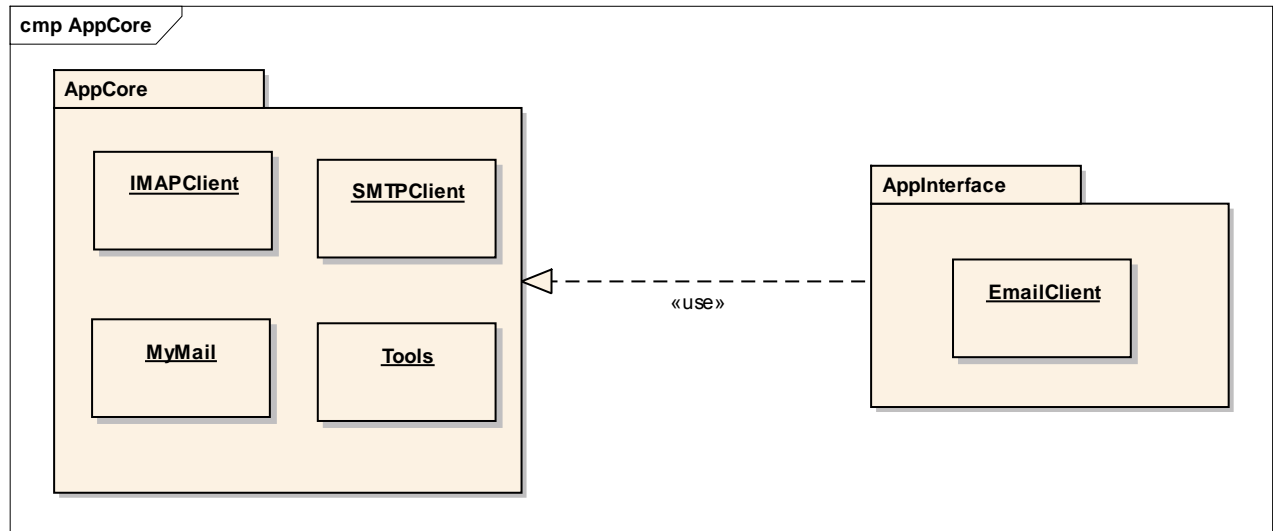 cmp AppCore
AppCore
IMAPClient
SMTPClient
MyMail
Tools
«use»
AppInterface
EmailClient